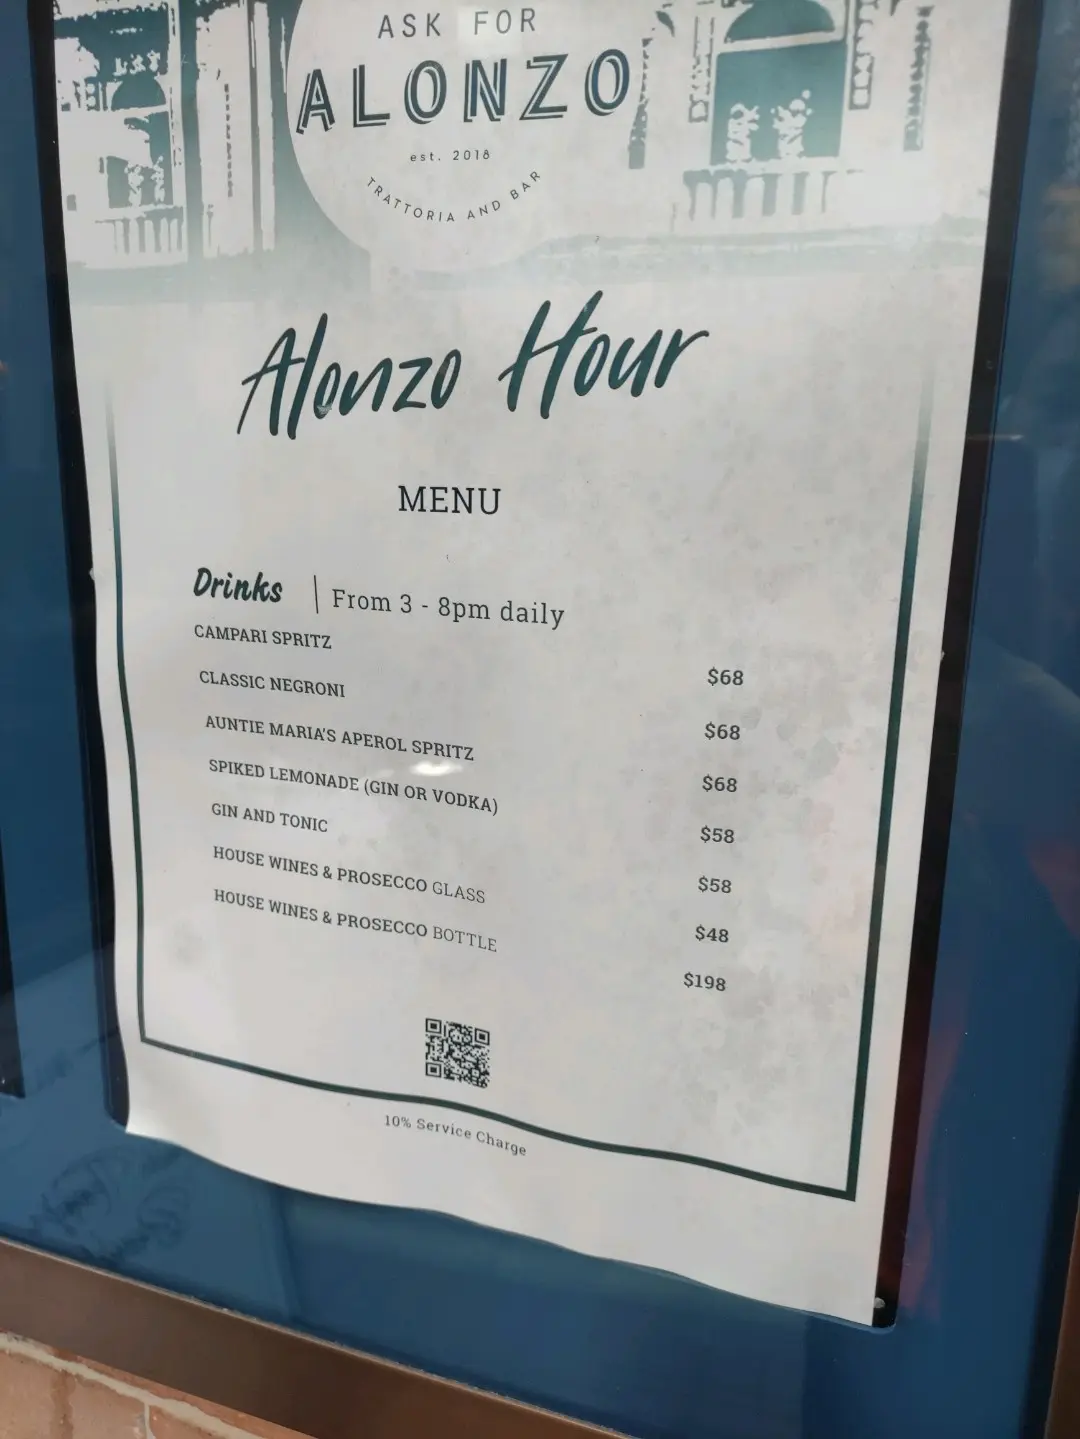 ASK FOR
ALONZO
est. 2018
TRATTORIA AND BAR
Alonzo Hour
MENU
Drinks | From 3 - 8pm daily
CAMPARI SPRITZ $68
CLASSIC NEGRONI $68
AUNTIE MARIA'S APEROL SPRITZ $68
SPIKED LEMONADE (GIN OR VODKA) $58
GIN AND TONIC $58
HOUSE WINES & PROSECCO GLASS $48
HOUSE WINES & PROSECCO BOTTLE $198
10% Service Charge